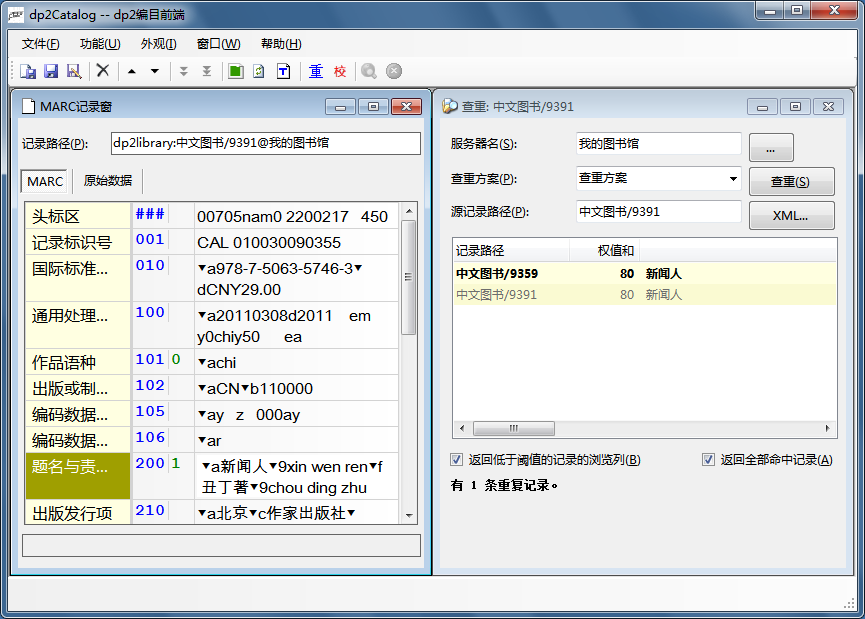 dp2Catalog -- dp2编目前端
文件(F) 功能(U) 外观(I) 窗口(W) 帮助(H)
T 重 校
MARC记录窗
记录路径(P): dp2library:中文图书/9391@我的图书馆
MARC 原始数据
头标区 ### 00705nam0 2200217 450
记录标识号 001 CAL 010030090355
国际标准... 010 ▾a978-7-5063-5746-3▾
dCNY29.00
通用处理... 100 ▾a20110308d2011 em
y0chiy50 ea
作品语种 101 0 ▾achi
出版或制... 102 ▾aCN▾b110000
编码数据... 105 ▾ay z 000ay
编码数据... 106 ▾ar
题名与责... 200 1 ▾a新闻人▾9xin wen ren▾f
丑丁著▾9chou ding zhu
出版发行项 210 ▾a北京▾c作家出版社▾
查重: 中文图书/9391
服务器名(S): 我的图书馆 ...
查重方案(P): 查重方案 查重(S)
源记录路径(P): 中文图书/9391 XML...
记录路径 权值和
中文图书/9359 80 新闻人
中文图书/9391 80 新闻人
返回低于阈值的记录的浏览列(B) 返回全部命中记录(A)
有 1 条重复记录。